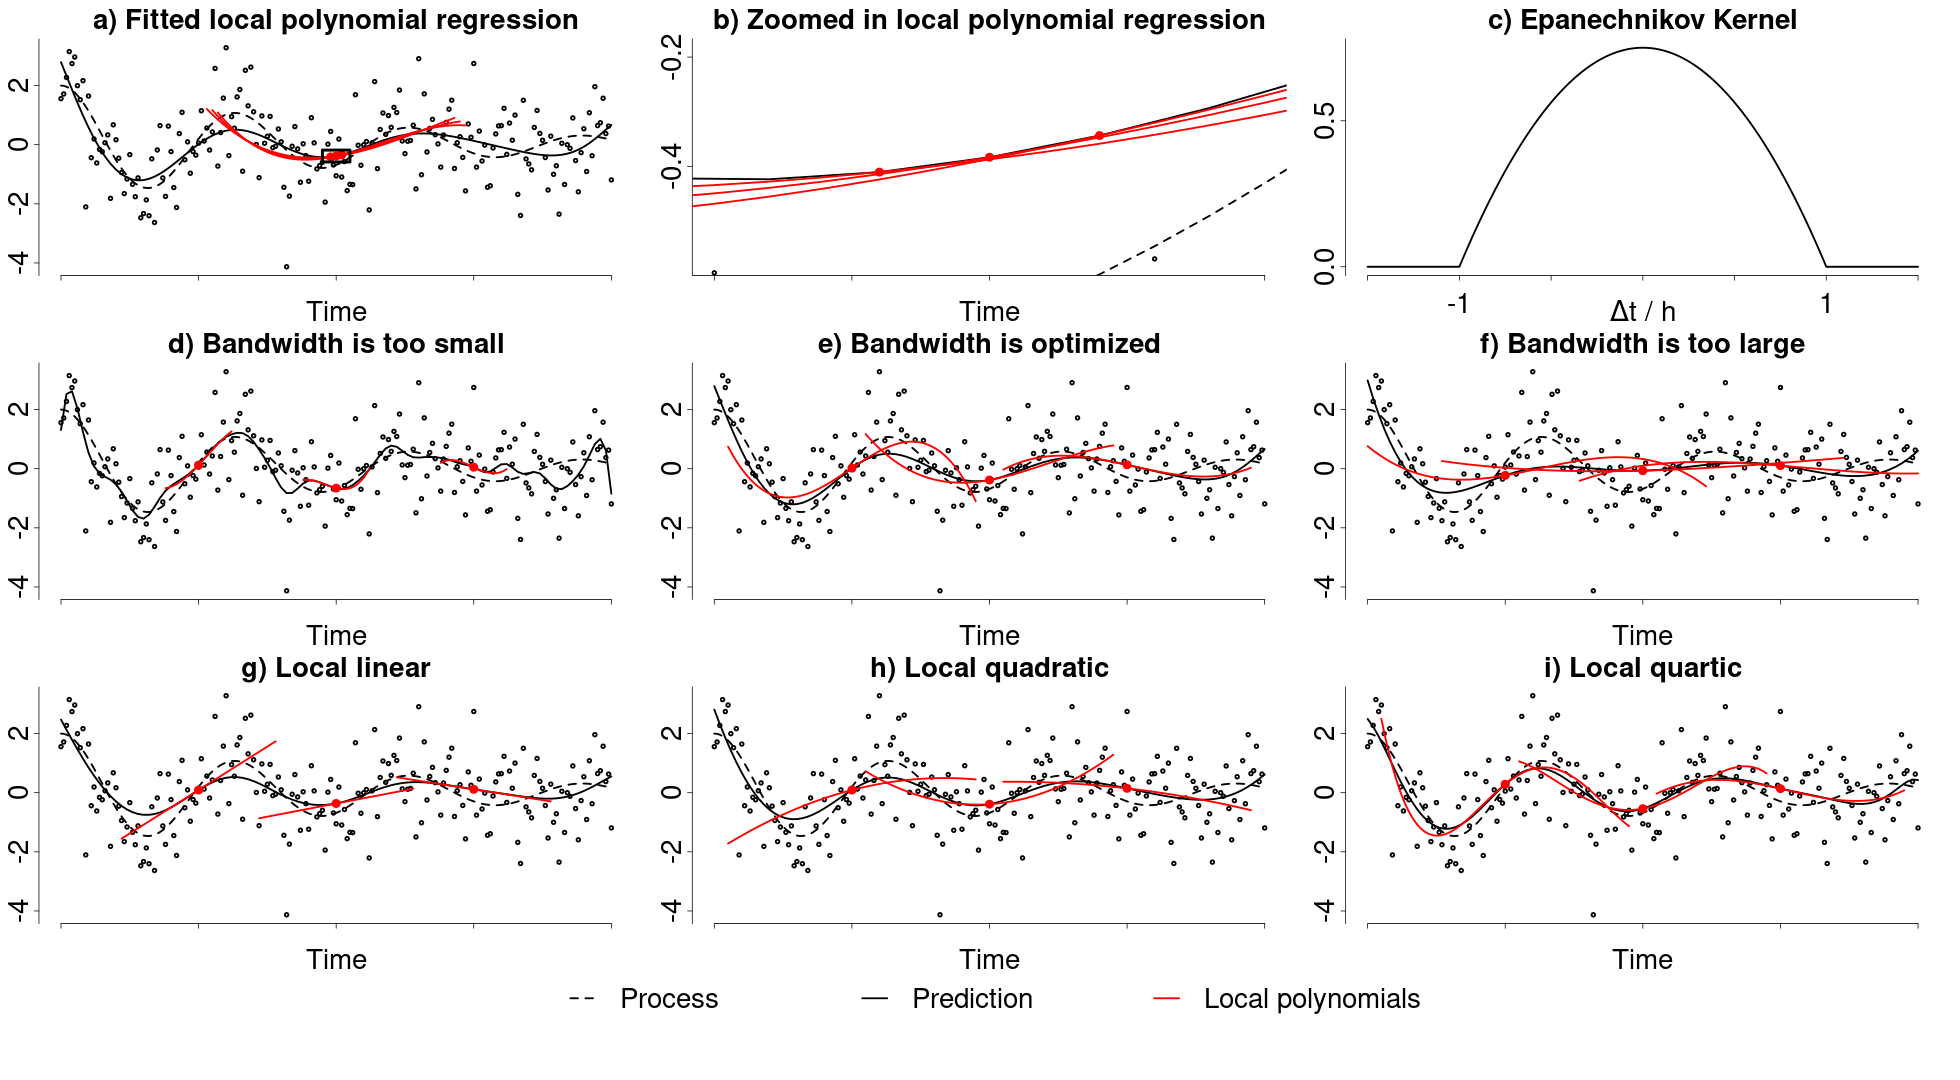 a) Fitted local polynomial regression
2
0
-2
-4
Time
b) Zoomed in local polynomial regression
-0.2
-0.4
Time
c) Epanechnikov Kernel
0.5
0.0
-1
1
Δt / h
d) Bandwidth is too small
2
0
-2
-4
Time
e) Bandwidth is optimized
2
0
-2
-4
Time
f) Bandwidth is too large
2
0
-2
-4
Time
g) Local linear
2
0
-2
-4
Time
h) Local quadratic
2
0
-2
-4
Time
i) Local quartic
2
0
-2
-4
Time
Process
Prediction
Local polynomials